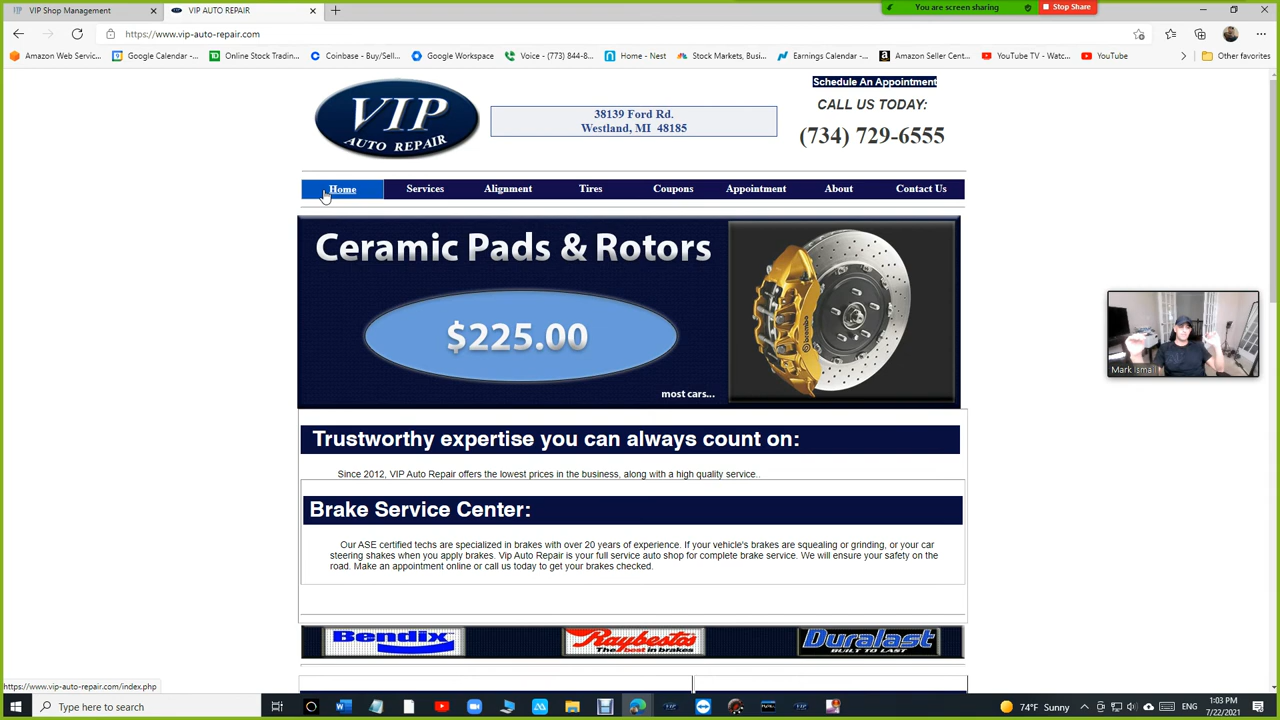 VIP Shop Management
VIP AUTO REPAIR
You are screen sharing
Stop Share
https://www.vip-auto-repair.com
Amazon Web Servic...
Google Calendar -...
Online Stock Tradin...
Coinbase - Buy/Sell...
Google Workspace
Voice - (773) 844-8...
Home - Nest
Stock Markets, Busi...
Earnings Calendar -...
Amazon Seller Cent...
YouTube TV - Watc...
YouTube
Other favorites
VIP
AUTO REPAIR
38139 Ford Rd.
Westland, MI 48185
Schedule An Appointment
CALL US TODAY:
(734) 729-6555
Home
Services
Alignment
Tires
Coupons
Appointment
About
Contact Us
Ceramic Pads & Rotors
$225.00
most cars...
brembo
Mark Ismail
Trustworthy expertise you can always count on:
Since 2012, VIP Auto Repair offers the lowest prices in the business, along with a high quality service..
Brake Service Center:
Our ASE certified techs are specialized in brakes with over 20 years of experience. If your vehicle's brakes are squealing or grinding, or your car
steering shakes when you apply brakes. Vip Auto Repair is your full service auto shop for complete brake service. We will ensure your safety on the
road. Make an appointment online or call us today to get your brakes checked.
Bendix
Raybestos
The best in brakes
Duralast
BUILT TO LAST
https://www.vip-auto-repair.com/index.php
Type here to search
74°F Sunny
ENG
1:03 PM
7/22/2021